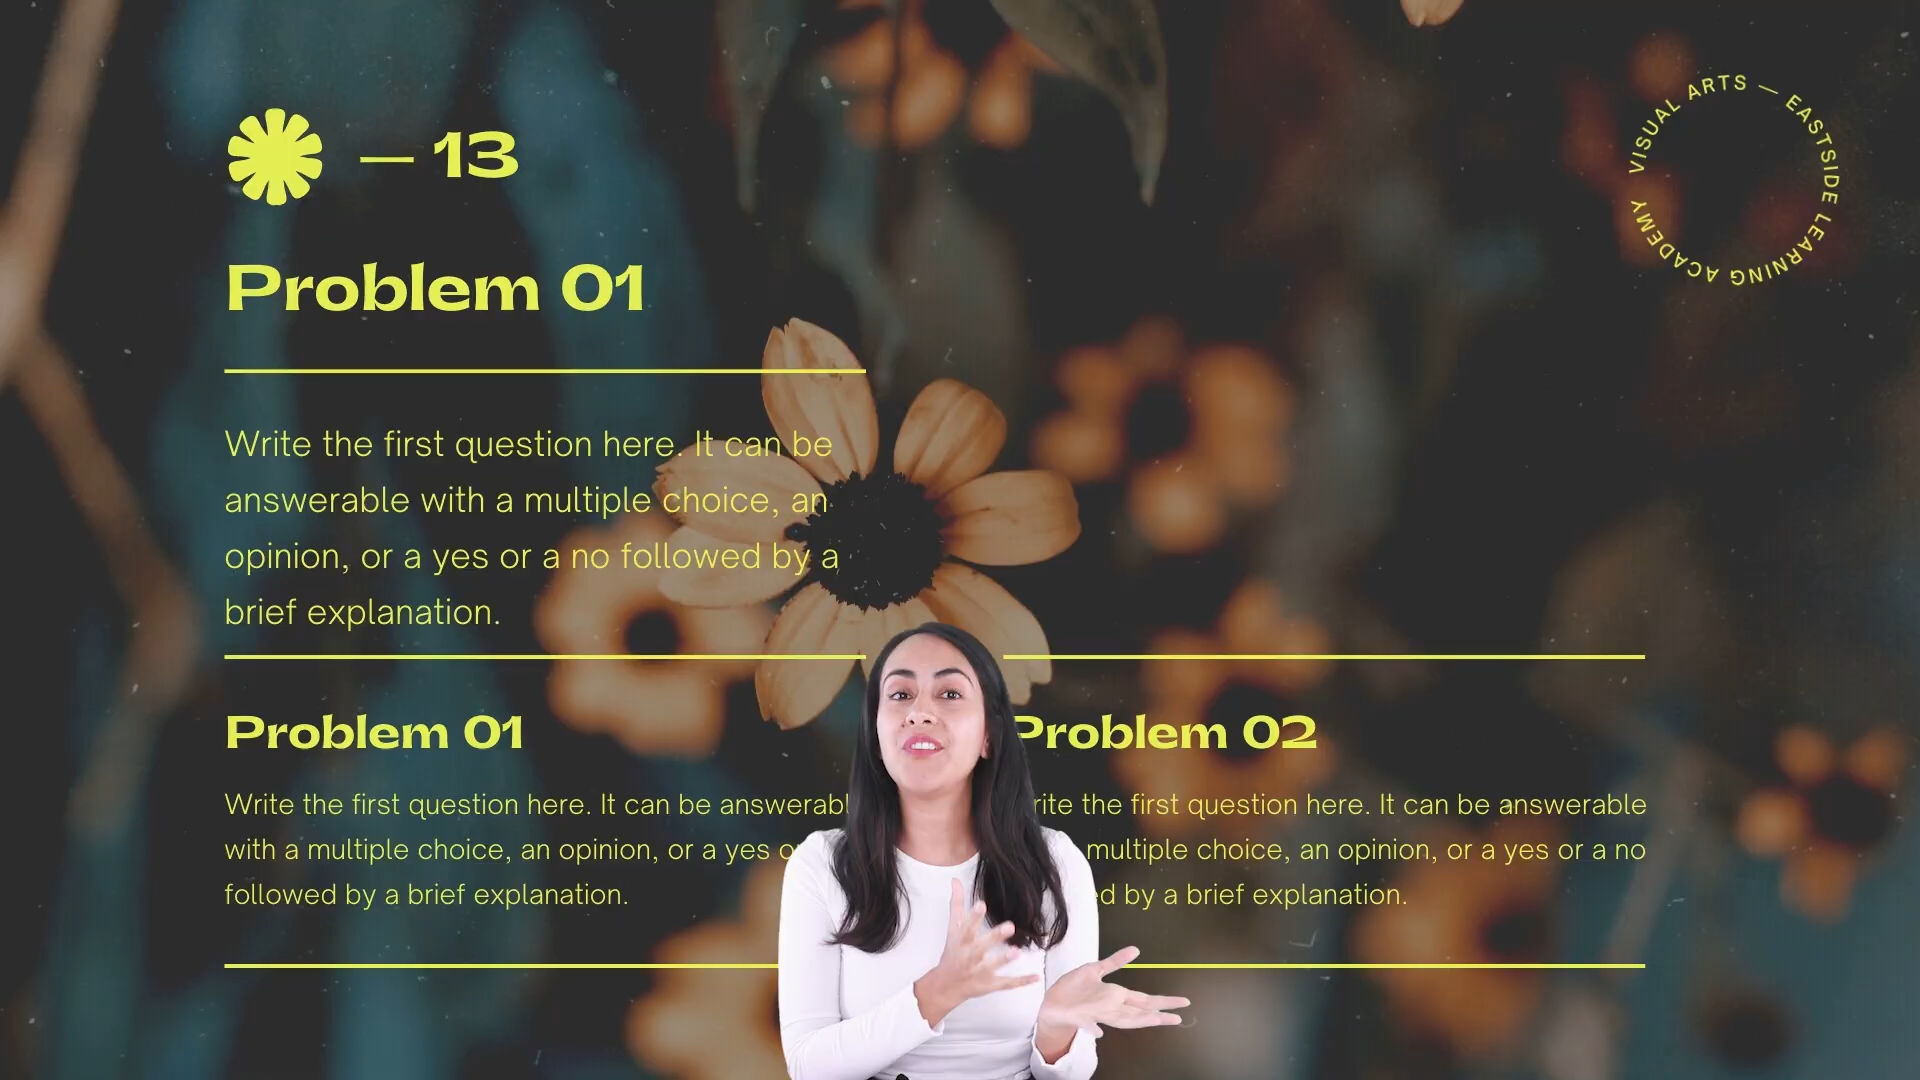 — 13
Problem 01
Write the first question here. It can be
answerable with a multiple choice, an
opinion, or a yes or a no followed by a
brief explanation.
Problem 01
Write the first question here. It can be
with a multiple choice, an opinion, or a yes
followed by a brief explanation.
Problem 02
the first question here. It can be answerable
multiple choice, an opinion, or a yes or a no
by a brief explanation.
VISUAL ARTS — EASTSIDE LEARNING ACADEMY